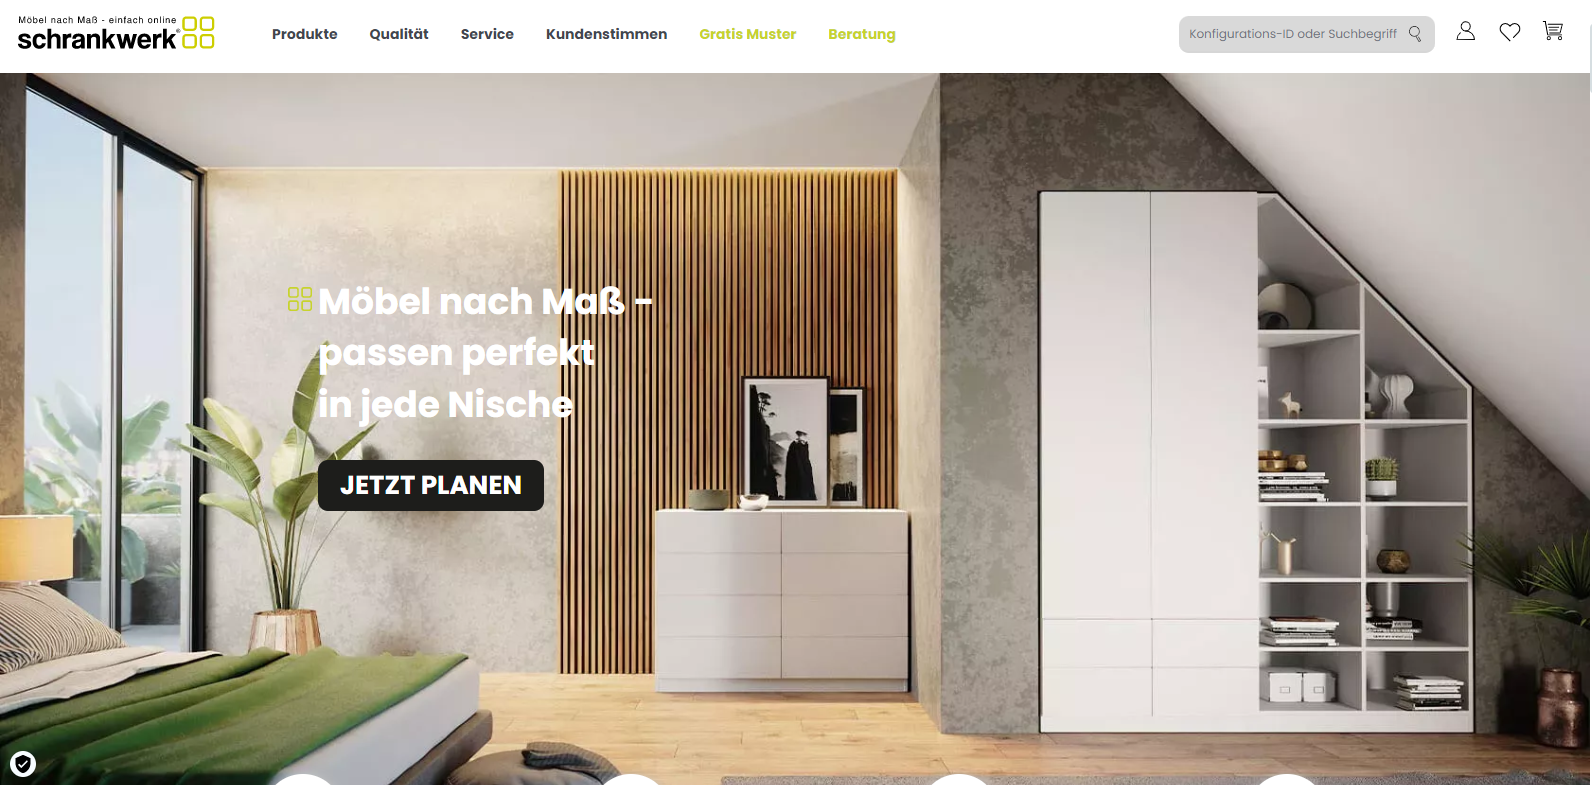 Möbel nach Maß - einfach online
schrankwerk®
Produkte
Qualität
Service
Kundenstimmen
Gratis Muster
Beratung
Konfigurations-ID oder Suchbegriff
Möbel nach Maß -
passen perfekt
in jede Nische
JETZT PLANEN